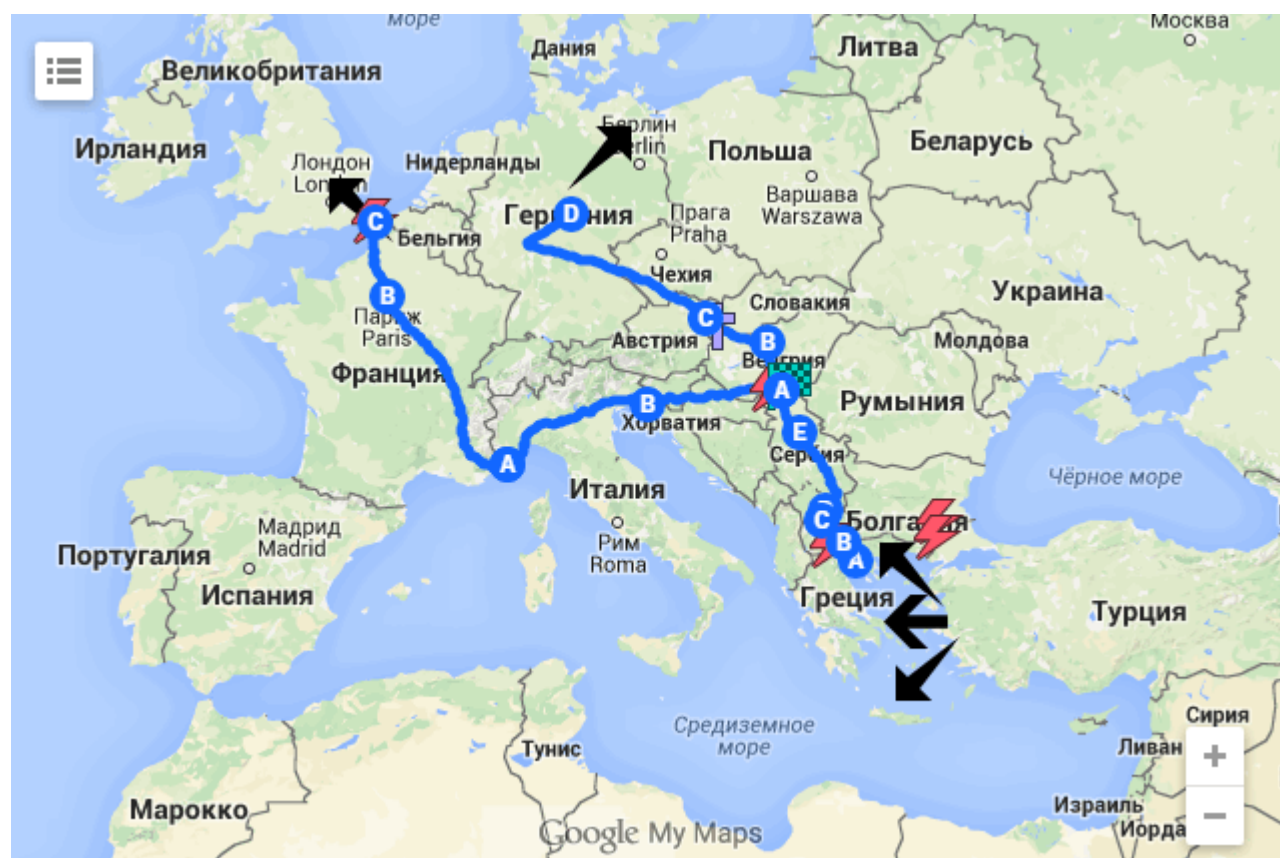 море
Москва
Дания
Литва
Великобритания
Берлин
Berlin
Ирландия
Беларусь
Лондон
London
Нидерланды
Польша
Варшава
Warszawa
Германия
D
Прага
Praha
C
Бельгия
Чехия
B
Украина
Словакия
C
Париж
Paris
Австрия
B
Венгрия
Молдова
Франция
A
Румыния
B
Хорватия
E
Сербия
A
Чёрное море
Италия
Мадрид
Madrid
C
Болгария
Рим
Roma
B
Португалия
A
Испания
Греция
Турция
Средиземное
море
Сирия
Тунис
Ливан
+
Марокко
Израиль
−
Иорда
Google My Maps